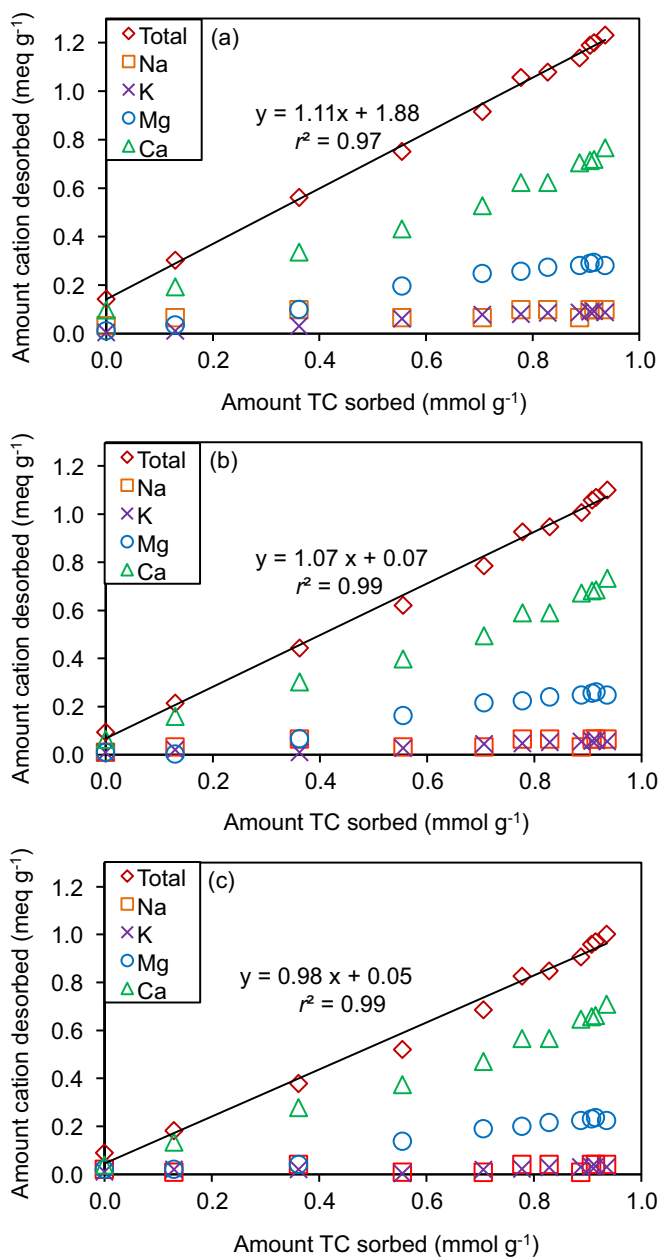 Amount cation desorbed (meq g-1)
1.2
1.0
0.8
0.6
0.4
0.2
0.0
Total
Na
K
Mg
Ca
(a)
y = 1.11x + 1.88
r² = 0.97
0.0 0.2 0.4 0.6 0.8 1.0
Amount TC sorbed (mmol g-1)
Amount cation desorbed (meq g-1)
1.2
1.0
0.8
0.6
0.4
0.2
0.0
Total
Na
K
Mg
Ca
(b)
y = 1.07 x + 0.07
r² = 0.99
0.0 0.2 0.4 0.6 0.8 1.0
Amount TC sorbed (mmol g-1)
Amount cation desorbed (meq g-1)
1.2
1.0
0.8
0.6
0.4
0.2
0.0
Total
Na
K
Mg
Ca
(c)
y = 0.98 x + 0.05
r² = 0.99
0.0 0.2 0.4 0.6 0.8 1.0
Amount TC sorbed (mmol g-1)